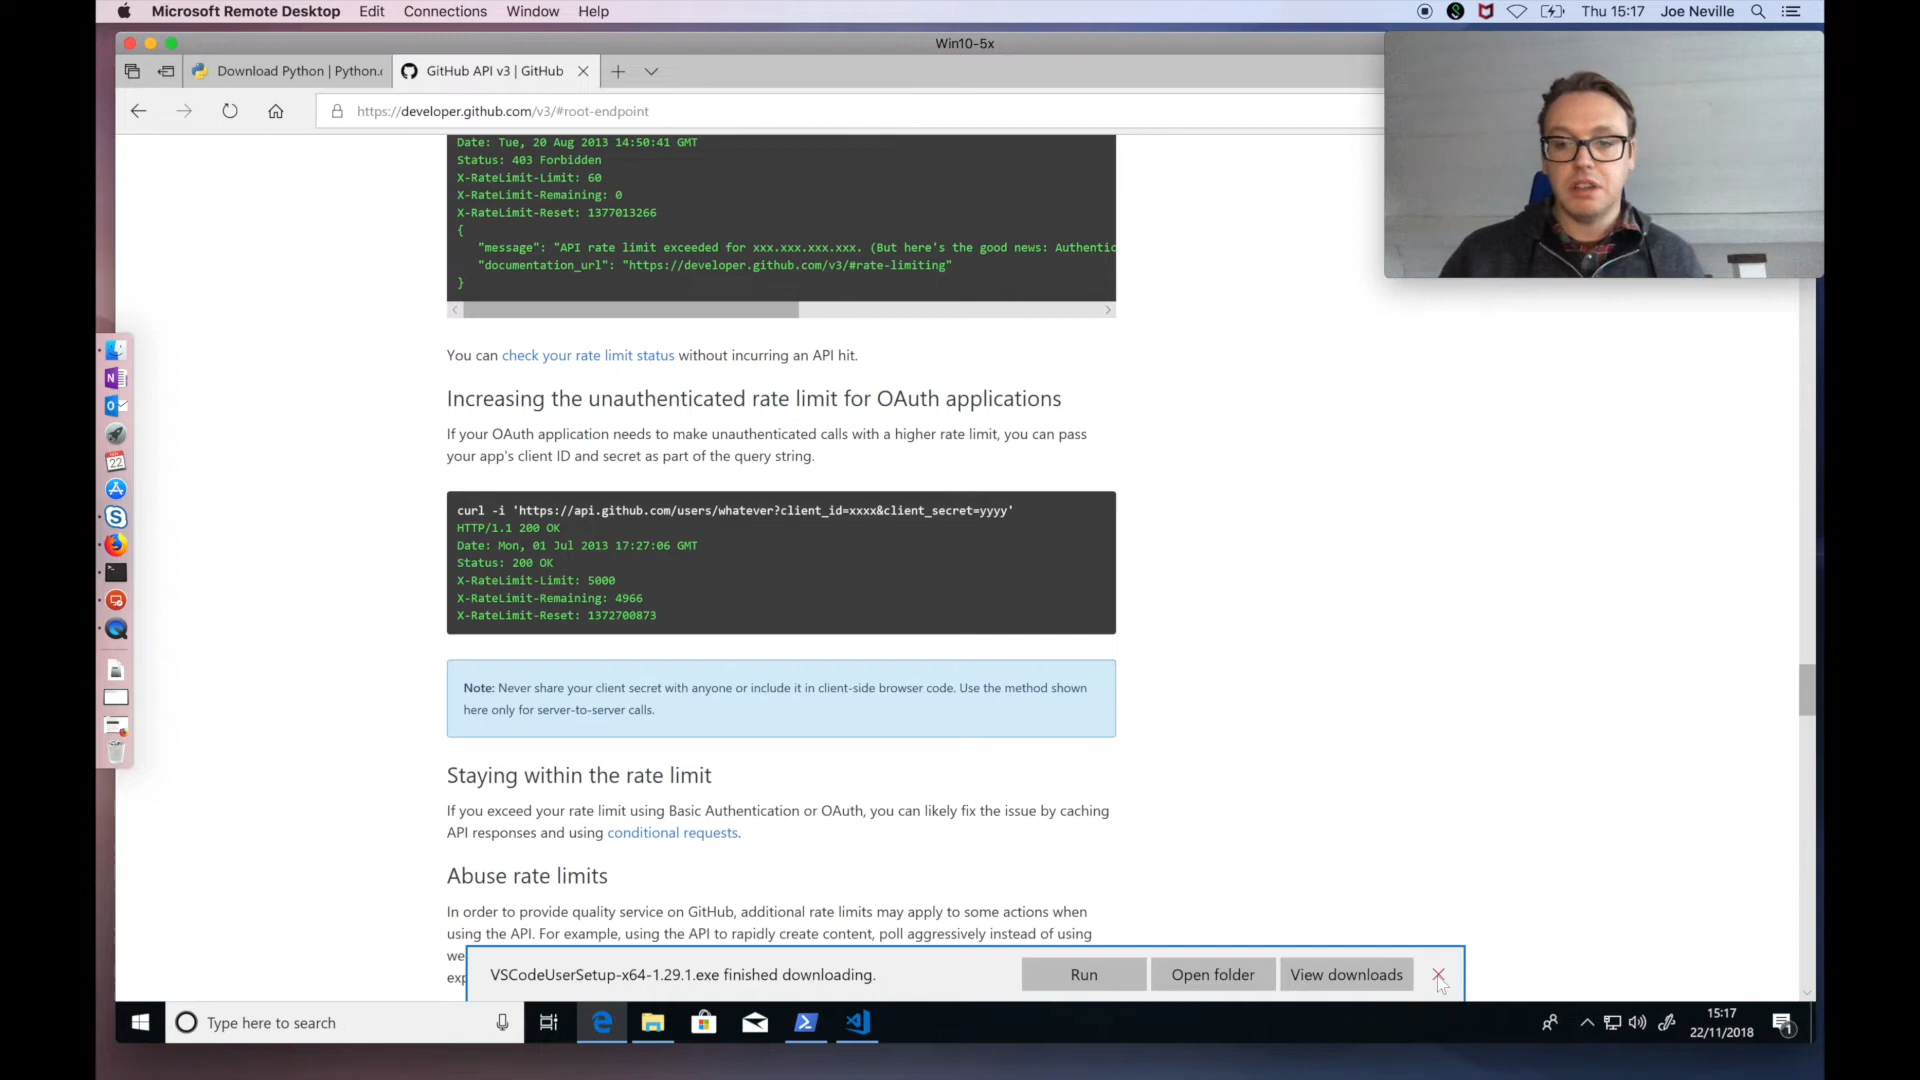 Microsoft Remote Desktop Edit Connections Window Help
Thu 15:17 Joe Neville
Win10-5x
Download Python | Python.
GitHub API v3 | GitHub
https://developer.github.com/v3/#root-endpoint
Date: Tue, 20 Aug 2013 14:50:41 GMT
Status: 403 Forbidden
X-RateLimit-Limit: 60
X-RateLimit-Remaining: 0
X-RateLimit-Reset: 1377013266
{
"message": "API rate limit exceeded for xxx.xxx.xxx.xxx. (But here's the good news: Authentic
"documentation_url": "https://developer.github.com/v3/#rate-limiting"
}
You can check your rate limit status without incurring an API hit.
Increasing the unauthenticated rate limit for OAuth applications
If your OAuth application needs to make unauthenticated calls with a higher rate limit, you can pass
your app's client ID and secret as part of the query string.
curl -i 'https://api.github.com/users/whatever?client_id=xxxx&client_secret=yyyy'
HTTP/1.1 200 OK
Date: Mon, 01 Jul 2013 17:27:06 GMT
Status: 200 OK
X-RateLimit-Limit: 5000
X-RateLimit-Remaining: 4966
X-RateLimit-Reset: 1372700873
Note: Never share your client secret with anyone or include it in client-side browser code. Use the method shown
here only for server-to-server calls.
Staying within the rate limit
If you exceed your rate limit using Basic Authentication or OAuth, you can likely fix the issue by caching
API responses and using conditional requests.
Abuse rate limits
In order to provide quality service on GitHub, additional rate limits may apply to some actions when
using the API. For example, using the API to rapidly create content, poll aggressively instead of using
we
exp
VSCodeUserSetup-x64-1.29.1.exe finished downloading.
Run
Open folder
View downloads
Type here to search
15:17
22/11/2018
1
22